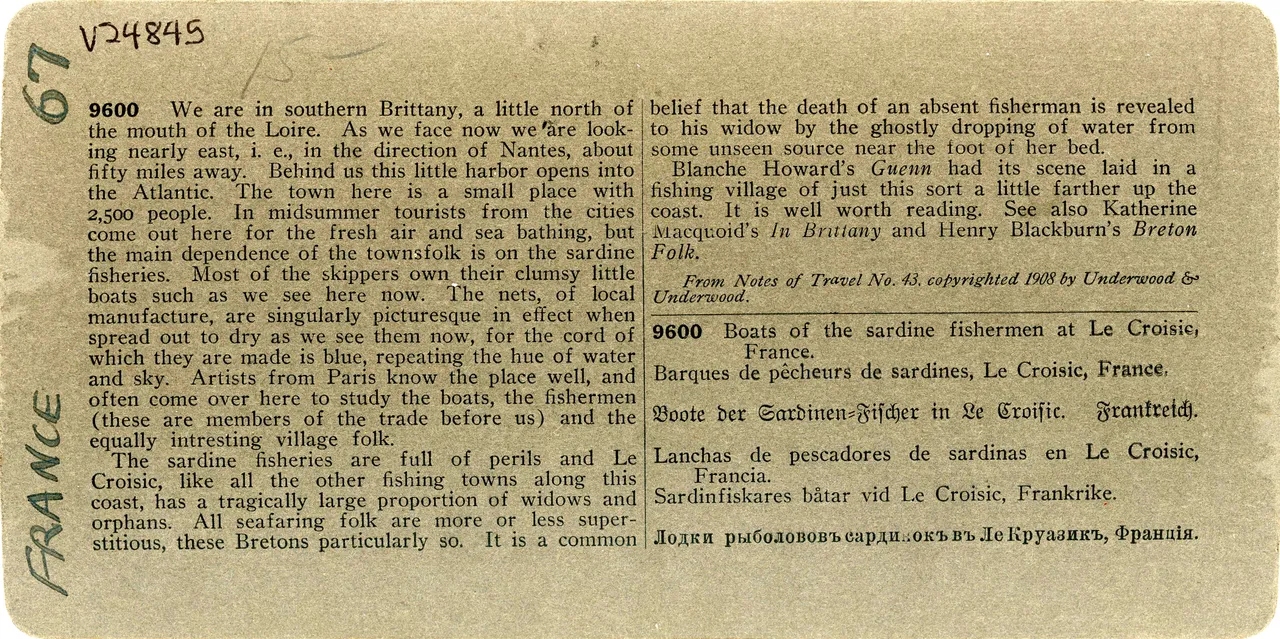 V24845
15-
67
FRANCE
9600 We are in southern Brittany, a little north of
the mouth of the Loire. As we face now we are look-
ing nearly east, i. e., in the direction of Nantes, about
fifty miles away. Behind us this little harbor opens into
the Atlantic. The town here is a small place with
2,500 people. In midsummer tourists from the cities
come out here for the fresh air and sea bathing, but
the main dependence of the townsfolk is on the sardine
fisheries. Most of the skippers own their clumsy little
boats such as we see here now. The nets, of local
manufacture, are singularly picturesque in effect when
spread out to dry as we see them now, for the cord of
which they are made is blue, repeating the hue of water
and sky. Artists from Paris know the place well, and
often come over here to study the boats, the fishermen
(these are members of the trade before us) and the
equally intresting village folk.
The sardine fisheries are full of perils and Le
Croisic, like all the other fishing towns along this
coast, has a tragically large proportion of widows and
orphans. All seafaring folk are more or less super-
stitious, these Bretons particularly so. It is a common
belief that the death of an absent fisherman is revealed
to his widow by the ghostly dropping of water from
some unseen source near the foot of her bed.
Blanche Howard's Guenn had its scene laid in a
fishing village of just this sort a little farther up the
coast. It is well worth reading. See also Katherine
Macquoid's In Brittany and Henry Blackburn's Breton
Folk.
From Notes of Travel No. 43, copyrighted 1908 by Underwood &
Underwood.
9600 Boats of the sardine fishermen at Le Croisic,
France.
Barques de pêcheurs de sardines, Le Croisic, France.
Boote der Sardinen-Fischer in Le Croisic. Frankreich.
Lanchas de pescadores de sardinas en Le Croisic,
Francia.
Sardinfiskares båtar vid Le Croisic, Frankrike.
Лодки рыболововъ сардинокъ въ Ле Круазикъ, Франція.